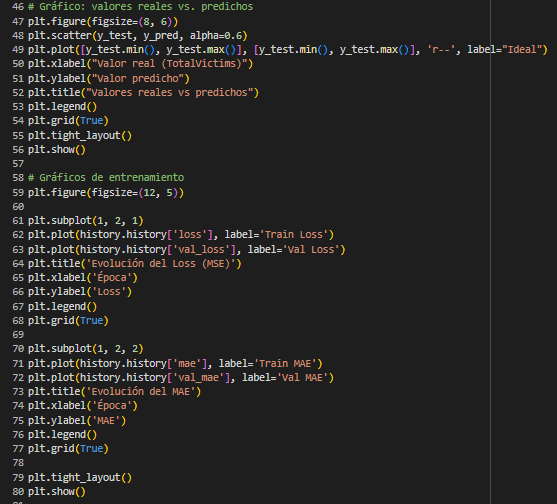 46 # Gráfico: valores reales vs. predichos
47 plt.figure(figsize=(8, 6))
48 plt.scatter(y_test, y_pred, alpha=0.6)
49 plt.plot([y_test.min(), y_test.max()], [y_test.min(), y_test.max()], 'r--', label="Ideal")
50 plt.xlabel("Valor real (TotalVictims)")
51 plt.ylabel("Valor predicho")
52 plt.title("Valores reales vs predichos")
53 plt.legend()
54 plt.grid(True)
55 plt.tight_layout()
56 plt.show()
57
58 # Gráficos de entrenamiento
59 plt.figure(figsize=(12, 5))
60
61 plt.subplot(1, 2, 1)
62 plt.plot(history.history['loss'], label='Train Loss')
63 plt.plot(history.history['val_loss'], label='Val Loss')
64 plt.title('Evolución del Loss (MSE)')
65 plt.xlabel('Época')
66 plt.ylabel('Loss')
67 plt.legend()
68 plt.grid(True)
69
70 plt.subplot(1, 2, 2)
71 plt.plot(history.history['mae'], label='Train MAE')
72 plt.plot(history.history['val_mae'], label='Val MAE')
73 plt.title('Evolución del MAE')
74 plt.xlabel('Época')
75 plt.ylabel('MAE')
76 plt.legend()
77 plt.grid(True)
78
79 plt.tight_layout()
80 plt.show()